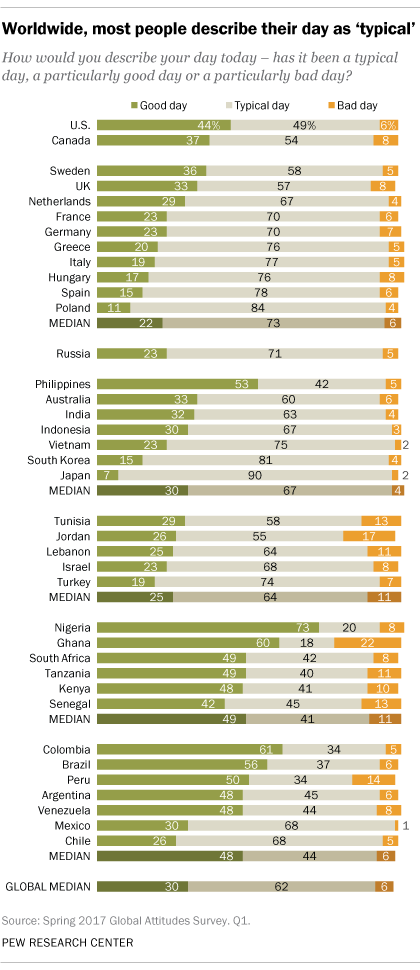 Worldwide, most people describe their day as ‘typical’
How would you describe your day today – has it been a typical
day, a particularly good day or a particularly bad day?
Good day Typical day Bad day
U.S. 44% 49% 6%
Canada 37 54 8
Sweden 36 58 5
UK 33 57 8
Netherlands 29 67 4
France 23 70 6
Germany 23 70 7
Greece 20 76 5
Italy 19 77 5
Hungary 17 76 8
Spain 15 78 6
Poland 11 84 4
MEDIAN 22 73 6
Russia 23 71 5
Philippines 53 42 5
Australia 33 60 6
India 32 63 4
Indonesia 30 67 3
Vietnam 23 75 2
South Korea 15 81 4
Japan 7 90 2
MEDIAN 30 67 4
Tunisia 29 58 13
Jordan 26 55 17
Lebanon 25 64 11
Israel 23 68 8
Turkey 19 74 7
MEDIAN 25 64 11
Nigeria 73 20 8
Ghana 60 18 22
South Africa 49 42 8
Tanzania 49 40 11
Kenya 48 41 10
Senegal 42 45 13
MEDIAN 49 41 11
Colombia 61 34 5
Brazil 56 37 6
Peru 50 34 14
Argentina 48 45 6
Venezuela 48 44 8
Mexico 30 68 1
Chile 26 68 5
MEDIAN 48 44 6
GLOBAL MEDIAN 30 62 6
Source: Spring 2017 Global Attitudes Survey. Q1.
PEW RESEARCH CENTER